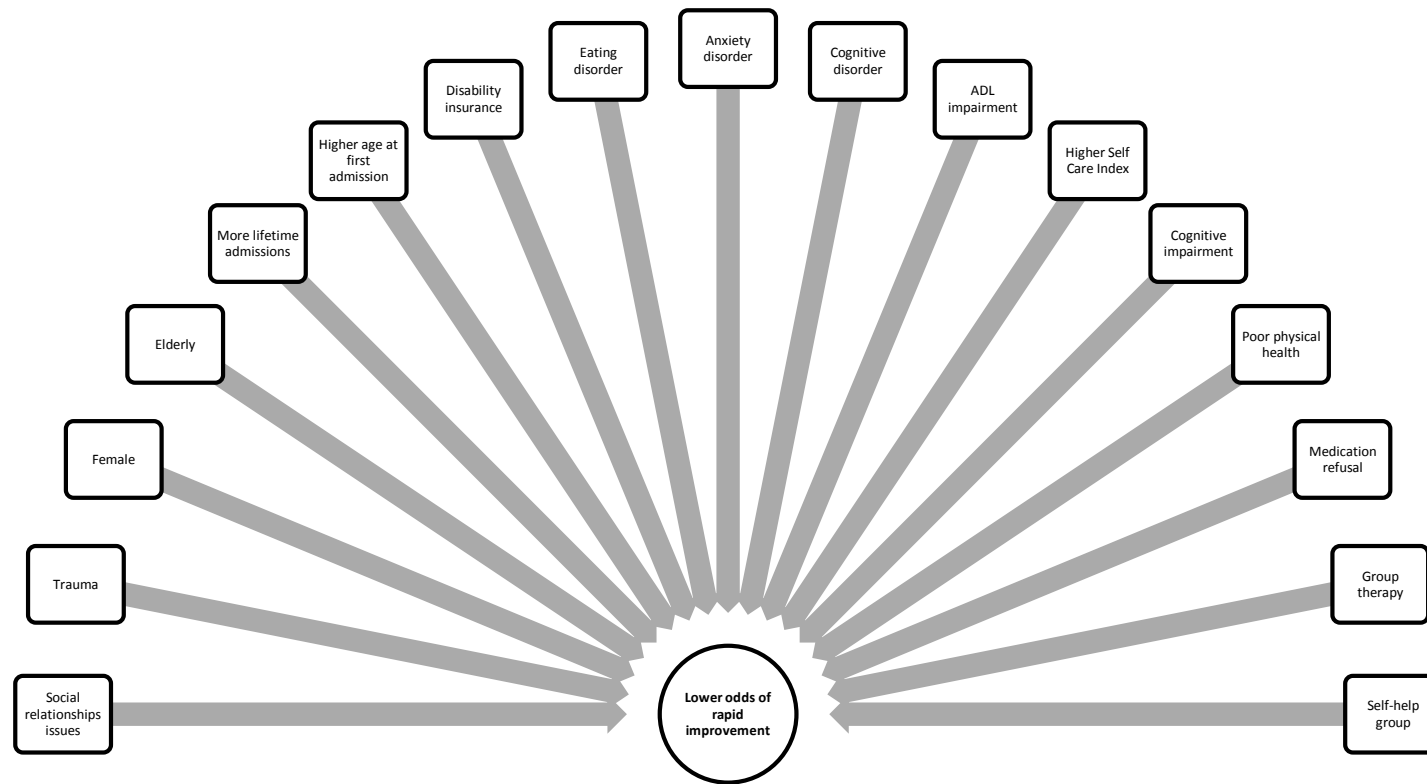 Social
relationships
issues
Trauma
Female
Elderly
More lifetime
admissions
Higher age at
first
admission
Disability
insurance
Eating
disorder
Anxiety
disorder
Cognitive
disorder
ADL
impairment
Higher Self
Care Index
Cognitive
impairment
Poor physical
health
Medication
refusal
Group
therapy
Self-help
group
Lower odds of
rapid
improvement